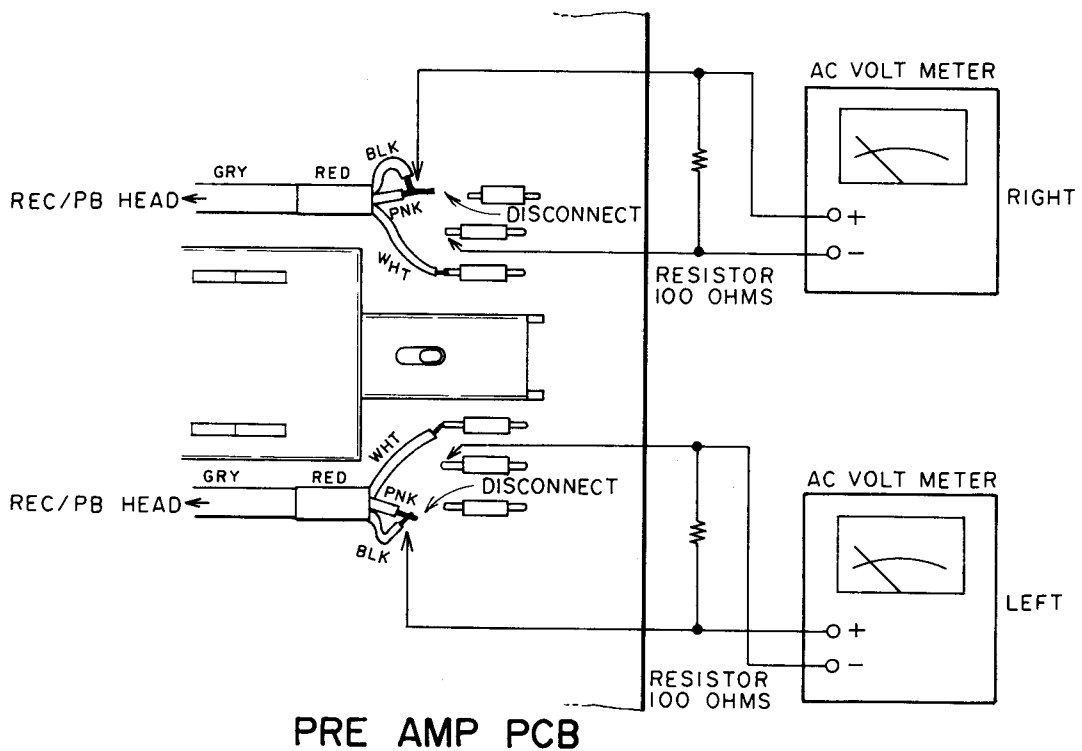 AC VOLT METER
BLK
GRY
RED
REC/PB HEAD
PNK
DISCONNECT
RIGHT
+
−
WHT
RESISTOR
100 OHMS
WHT
GRY
RED
PNK
DISCONNECT
AC VOLT METER
REC/PB HEAD
BLK
LEFT
+
−
RESISTOR
100 OHMS
PRE AMP PCB